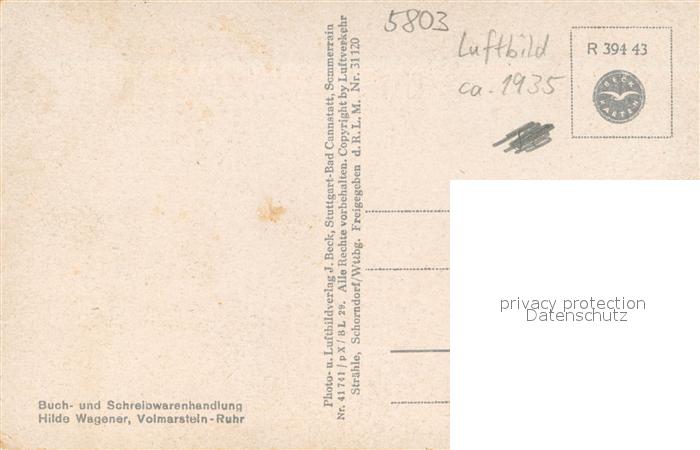 5803
Luftbild
ca. 1935
R 394 43
BECK
KARTEN
Photo- u. Luftbildverlag J. Beck, Stuttgart-Bad Cannstatt, Sommerrain
Nr. 41741/pX/BL 29. Alle Rechte vorbehalten. Copyright by Luftverkehr
Strähle, Schorndorf/Wttbg. Freigegeben d. R. L. M. Nr. 31120
privacy protection
Datenschutz
Buch- und Schreibwarenhandlung
Hilde Wagener, Volmarstein-Ruhr